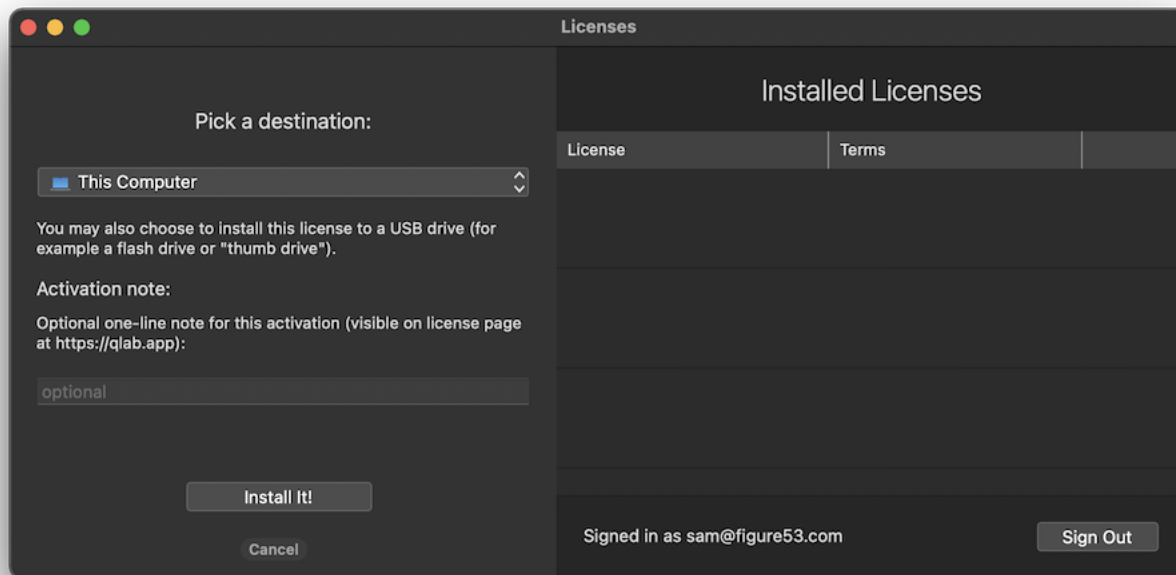 Licenses
Pick a destination:
This Computer
You may also choose to install this license to a USB drive (for
example a flash drive or "thumb drive").
Activation note:
Optional one-line note for this activation (visible on license page
at https://qlab.app):
optional
Install It!
Cancel
Installed Licenses
License Terms
Signed in as sam@figure53.com
Sign Out